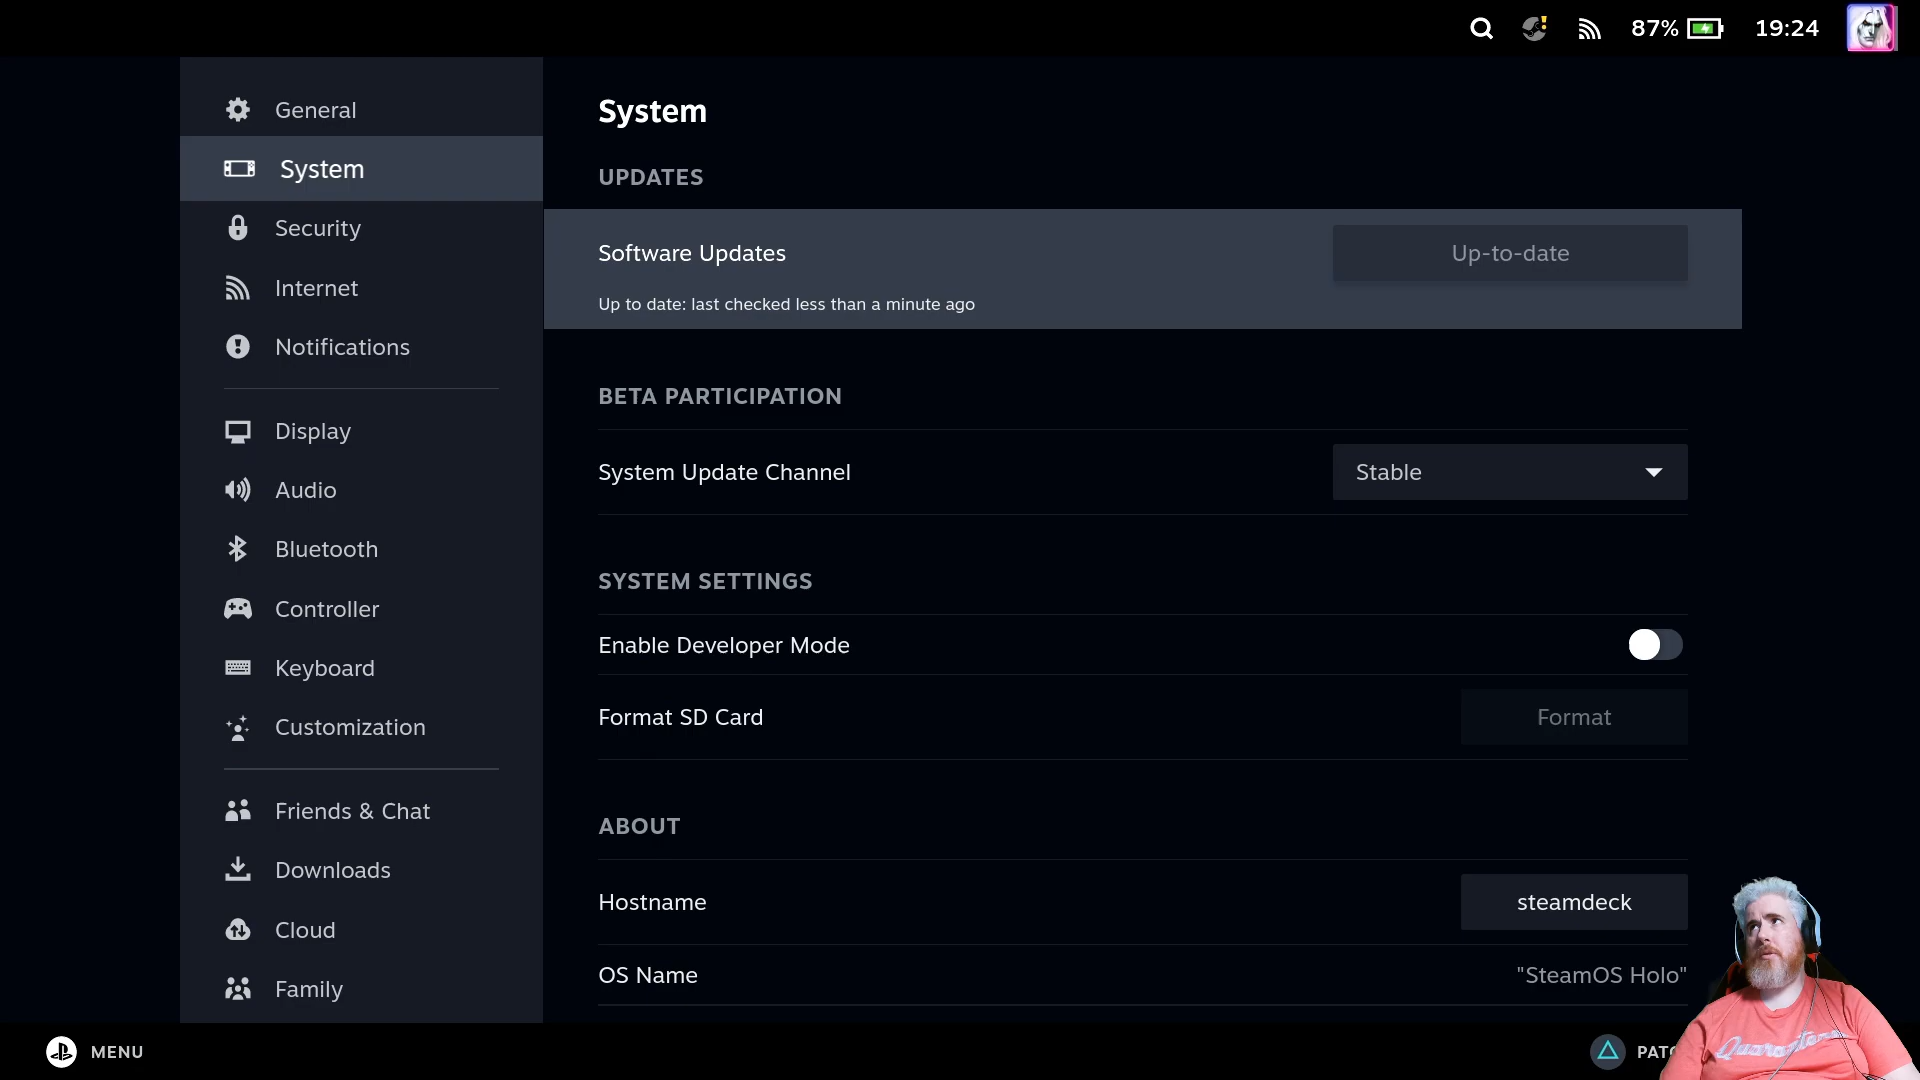 87%
19:24
General
System
Security
Internet
Notifications
Display
Audio
Bluetooth
Controller
Keyboard
Customization
Friends & Chat
Downloads
Cloud
Family
System
UPDATES
Software Updates
Up-to-date
Up to date: last checked less than a minute ago
BETA PARTICIPATION
System Update Channel
Stable
SYSTEM SETTINGS
Enable Developer Mode
Format SD Card
Format
ABOUT
Hostname
steamdeck
OS Name
"SteamOS Holo"
MENU